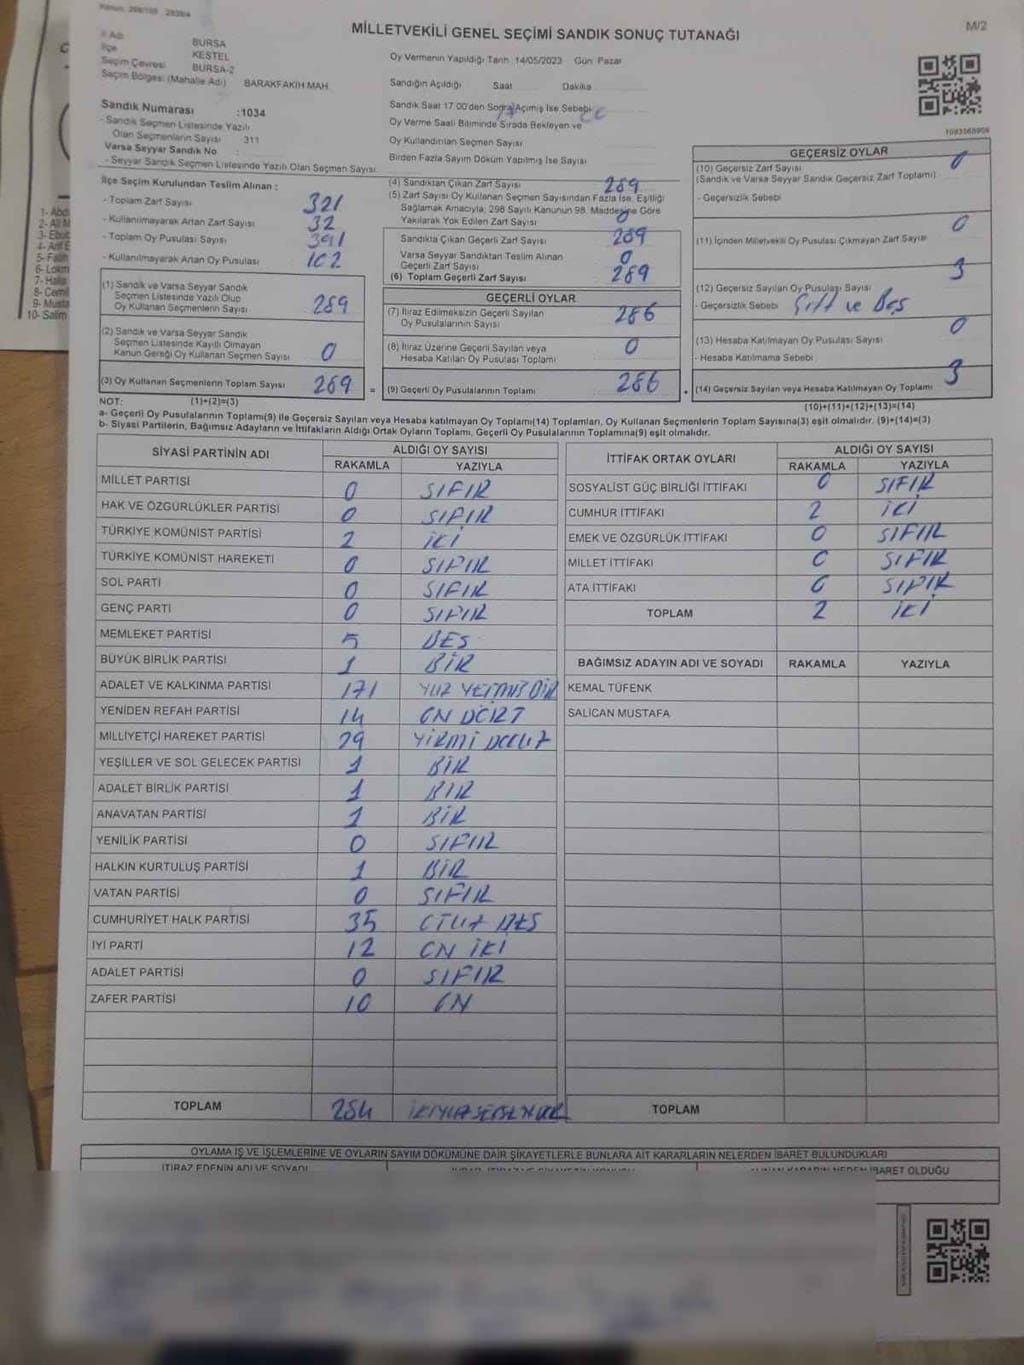 MİLLETVEKİLİ GENEL SEÇİMİ SANDIK SONUÇ TUTANAĞI
M/2
İl Adı BURSA
İlçe KESTEL
Seçim Çevresi BURSA-2
Seçim Bölgesi (Mahalle Adı) BARAKFAKİH MAH.
Sandık Numarası :1034
- Sandık Seçmen Listesinde Yazılı
Olan Seçmenlerin Sayısı 311
Varsa Seyyar Sandık No :
- Seyyar Sandık Seçmen Listesinde Yazılı Olan Seçmen Sayısı
Oy Vermenin Yapıldığı Tarih :14/05/2023 Gün: Pazar
Sandığın Açıldığı Saat Dakika
Sandık Saat 17.00'den Sonra Açılmış İse Sebebi
Oy Verme Saati Bitiminde Sırada Bekleyen ve
Oy Kullandırılan Seçmen Sayısı
Birden Fazla Sayım Döküm Yapılmış İse Sayısı
1093568909
İlçe Seçim Kurulundan Teslim Alınan :
- Toplam Zarf Sayısı 321
- Kullanılmayarak Artan Zarf Sayısı 32
- Toplam Oy Pusulası Sayısı 391
- Kullanılmayarak Artan Oy Pusulası 102
(1) Sandık ve Varsa Seyyar Sandık
Seçmen Listesinde Yazılı Olup
Oy Kullanan Seçmenlerin Sayısı 289
(2) Sandık ve Varsa Seyyar Sandık
Seçmen Listesinde Kayıtlı Olmayan
Kanun Gereği Oy Kullanan Seçmen Sayısı 0
(3) Oy Kullanan Seçmenlerin Toplam Sayısı 289 =
(4) Sandıktan Çıkan Zarf Sayısı 289
(5) Zarf Sayısı Oy Kullanan Seçmen Sayısından Fazla İse, Eşitliği
Sağlamak Amacıyla; 298 Sayılı Kanunun 98. Maddesine Göre
Yakılarak Yok Edilen Zarf Sayısı 0
Sandıkta Çıkan Geçerli Zarf Sayısı 289
Varsa Seyyar Sandıktan Teslim Alınan
Geçerli Zarf Sayısı 0
(6) Toplam Geçerli Zarf Sayısı 289
GEÇERLİ OYLAR
(7) İtiraz Edilmeksizin Geçerli Sayılan
Oy Pusulalarının Sayısı 286
(8) İtiraz Üzerine Geçerli Sayılan veya
Hesaba Katılan Oy Pusulası Toplamı 0
(9) Geçerli Oy Pusulalarının Toplamı 286 +
GEÇERSİZ OYLAR
(10) Geçersiz Zarf Sayısı 0
(Sandık ve Varsa Seyyar Sandık Geçersiz Zarf Toplamı)
- Geçersizlik Sebebi
(11) İçinden Milletvekili Oy Pusulası Çıkmayan Zarf Sayısı 0
(12) Geçersiz Sayılan Oy Pusulası Sayısı 3
- Geçersizlik Sebebi Çift ve Boş
(13) Hesaba Katılmayan Oy Pusulası Sayısı 0
- Hesaba Katılmama Sebebi
(14) Geçersiz Sayılan veya Hesaba Katılmayan Oy Toplamı 3
NOT: (1)+(2)=(3)
(10)+(11)+(12)+(13)=(14)
a- Geçerli Oy Pusulalarının Toplamı(9) ile Geçersiz Sayılan veya Hesaba katılmayan Oy Toplamı(14) Toplamları, Oy Kullanan Seçmenlerin Toplam Sayısına(3) eşit olmalıdır. (9)+(14)=(3)
b- Siyasi Partilerin, Bağımsız Adayların ve İttifakların Aldığı Ortak Oyların Toplamı, Geçerli Oy Pusulalarının Toplamına(9) eşit olmalıdır.
SİYASİ PARTİNİN ADI ALDIĞI OY SAYISI
RAKAMLA YAZIYLA
MİLLET PARTİSİ 0 SIFIR
HAK VE ÖZGÜRLÜKLER PARTİSİ 0 SIFIR
TÜRKİYE KOMÜNİST PARTİSİ 2 İKİ
TÜRKİYE KOMÜNİST HAREKETİ 0 SIFIR
SOL PARTİ 0 SIFIR
GENÇ PARTİ 0 SIFIR
MEMLEKET PARTİSİ 5 BEŞ
BÜYÜK BİRLİK PARTİSİ 1 BİR
ADALET VE KALKINMA PARTİSİ 171 YÜZ YETMİŞ BİR
YENİDEN REFAH PARTİSİ 14 ON DÖRT
MİLLİYETÇİ HAREKET PARTİSİ 29 YİRMİ DOKUZ
YEŞİLLER VE SOL GELECEK PARTİSİ 1 BİR
ADALET BİRLİK PARTİSİ 1 BİR
ANAVATAN PARTİSİ 1 BİR
YENİLİK PARTİSİ 0 SIFIR
HALKIN KURTULUŞ PARTİSİ 1 BİR
VATAN PARTİSİ 0 SIFIR
CUMHURİYET HALK PARTİSİ 35 OTUZ BEŞ
İYİ PARTİ 12 ON İKİ
ADALET PARTİSİ 0 SIFIR
ZAFER PARTİSİ 10 ON
TOPLAM 284
İTTİFAK ORTAK OYLARI ALDIĞI OY SAYISI
RAKAMLA YAZIYLA
SOSYALİST GÜÇ BİRLİĞİ İTTİFAKI 0 SIFIR
CUMHUR İTTİFAKI 2 İKİ
EMEK VE ÖZGÜRLÜK İTTİFAKI 0 SIFIR
MİLLET İTTİFAKI 0 SIFIR
ATA İTTİFAKI 0 SIFIR
TOPLAM 2 İKİ
BAĞIMSIZ ADAYIN ADI VE SOYADI RAKAMLA YAZIYLA
KEMAL TÜFENK
SALİCAN MUSTAFA
TOPLAM
OYLAMA İŞ VE İŞLEMLERİNE VE OYLARIN SAYIM DÖKÜMÜNE DAİR ŞİKAYETLERLE BUNLARA AİT KARARLARIN NELERDEN İBARET BULUNDUKLARI
İTİRAZ EDENİN ADI VE SOYADI
İBARET OLDUĞU